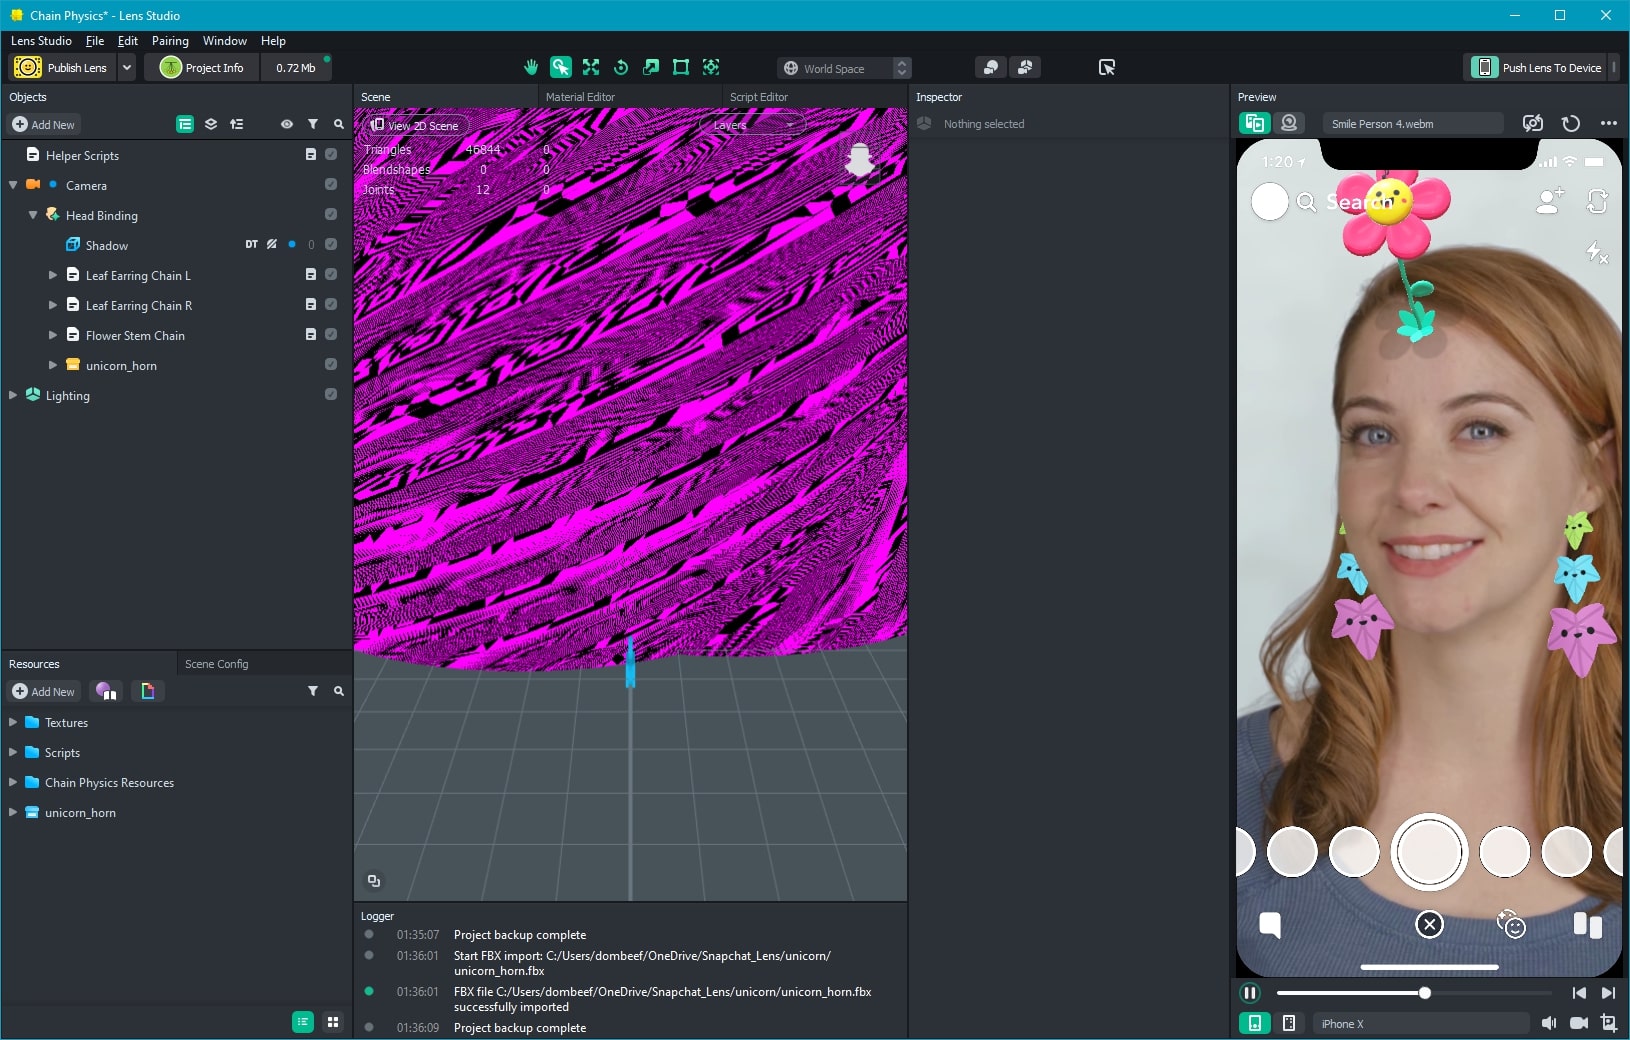 Chain Physics* - Lens Studio
Lens Studio File Edit Pairing Window Help
Publish Lens Project Info 0.72 Mb World Space Push Lens To Device
Objects
Add New
Helper Scripts
Camera
Head Binding
Shadow DT 0
Leaf Earring Chain L
Leaf Earring Chain R
Flower Stem Chain
unicorn_horn
Lighting
Resources Scene Config
Add New
Textures
Scripts
Chain Physics Resources
unicorn_horn
Scene Material Editor Script Editor
View 2D Scene Layers
Triangles 46844 0
Blendshapes 0 0
Joints 12 0
Logger
01:35:07 Project backup complete
01:36:01 Start FBX import: C:/Users/dombeef/OneDrive/Snapchat_Lens/unicorn/
unicorn_horn.fbx
01:36:01 FBX file C:/Users/dombeef/OneDrive/Snapchat_Lens/unicorn/unicorn_horn.fbx
successfully imported
01:36:09 Project backup complete
Inspector
Nothing selected
Preview
Smile Person 4.webm
1:20
Search
iPhone X